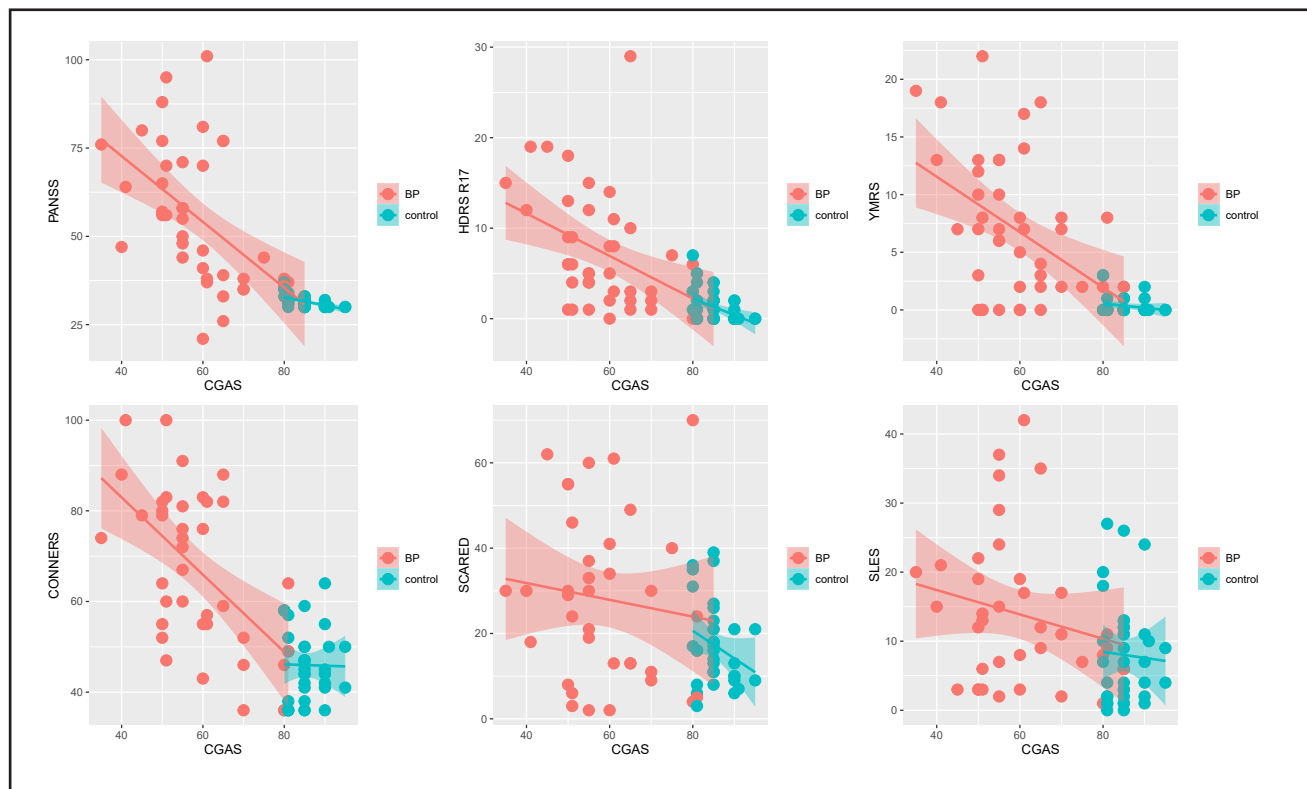 PANSS
100
75
50
25
40
60
80
CGAS
BP
control
HDRS R17
30
20
10
0
40
60
80
CGAS
BP
control
YMRS
20
15
10
5
0
40
60
80
CGAS
BP
control
CONNERS
100
80
60
40
40
60
80
CGAS
BP
control
SCARED
60
40
20
0
40
60
80
CGAS
BP
control
SLES
40
30
20
10
0
40
60
80
CGAS
BP
control